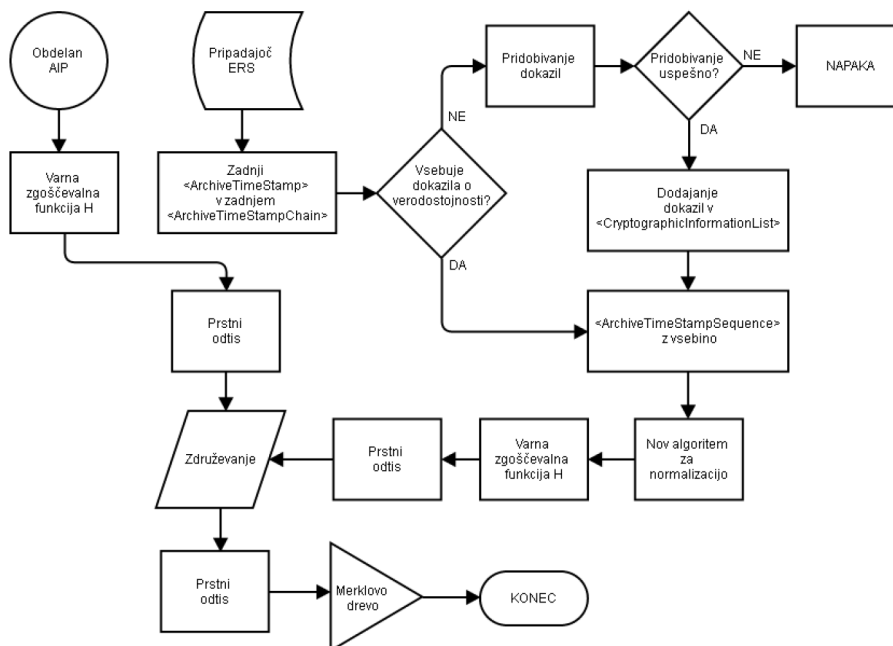 Obdelan
AIP
Pripadajoč
ERS
Pridobivanje
dokazil
Pridobivanje
uspešno?
NE
NAPAKA
NE
DA
Varna
zgoščevalna
funkcija H
Zadnji
<ArchiveTimeStamp>
v zadnjem
<ArchiveTimeStampChain>
Vsebuje
dokazila o
verodostojnosti?
Dodajanje
dokazil v
<CryptographicInformationList>
DA
Prstni
odtis
<ArchiveTimeStampSequence>
z vsebino
Združevanje
Prstni
odtis
Varna
zgoščevalna
funkcija H
Nov algoritem
za
normalizacijo
Prstni
odtis
Merklovo
drevo
KONEC